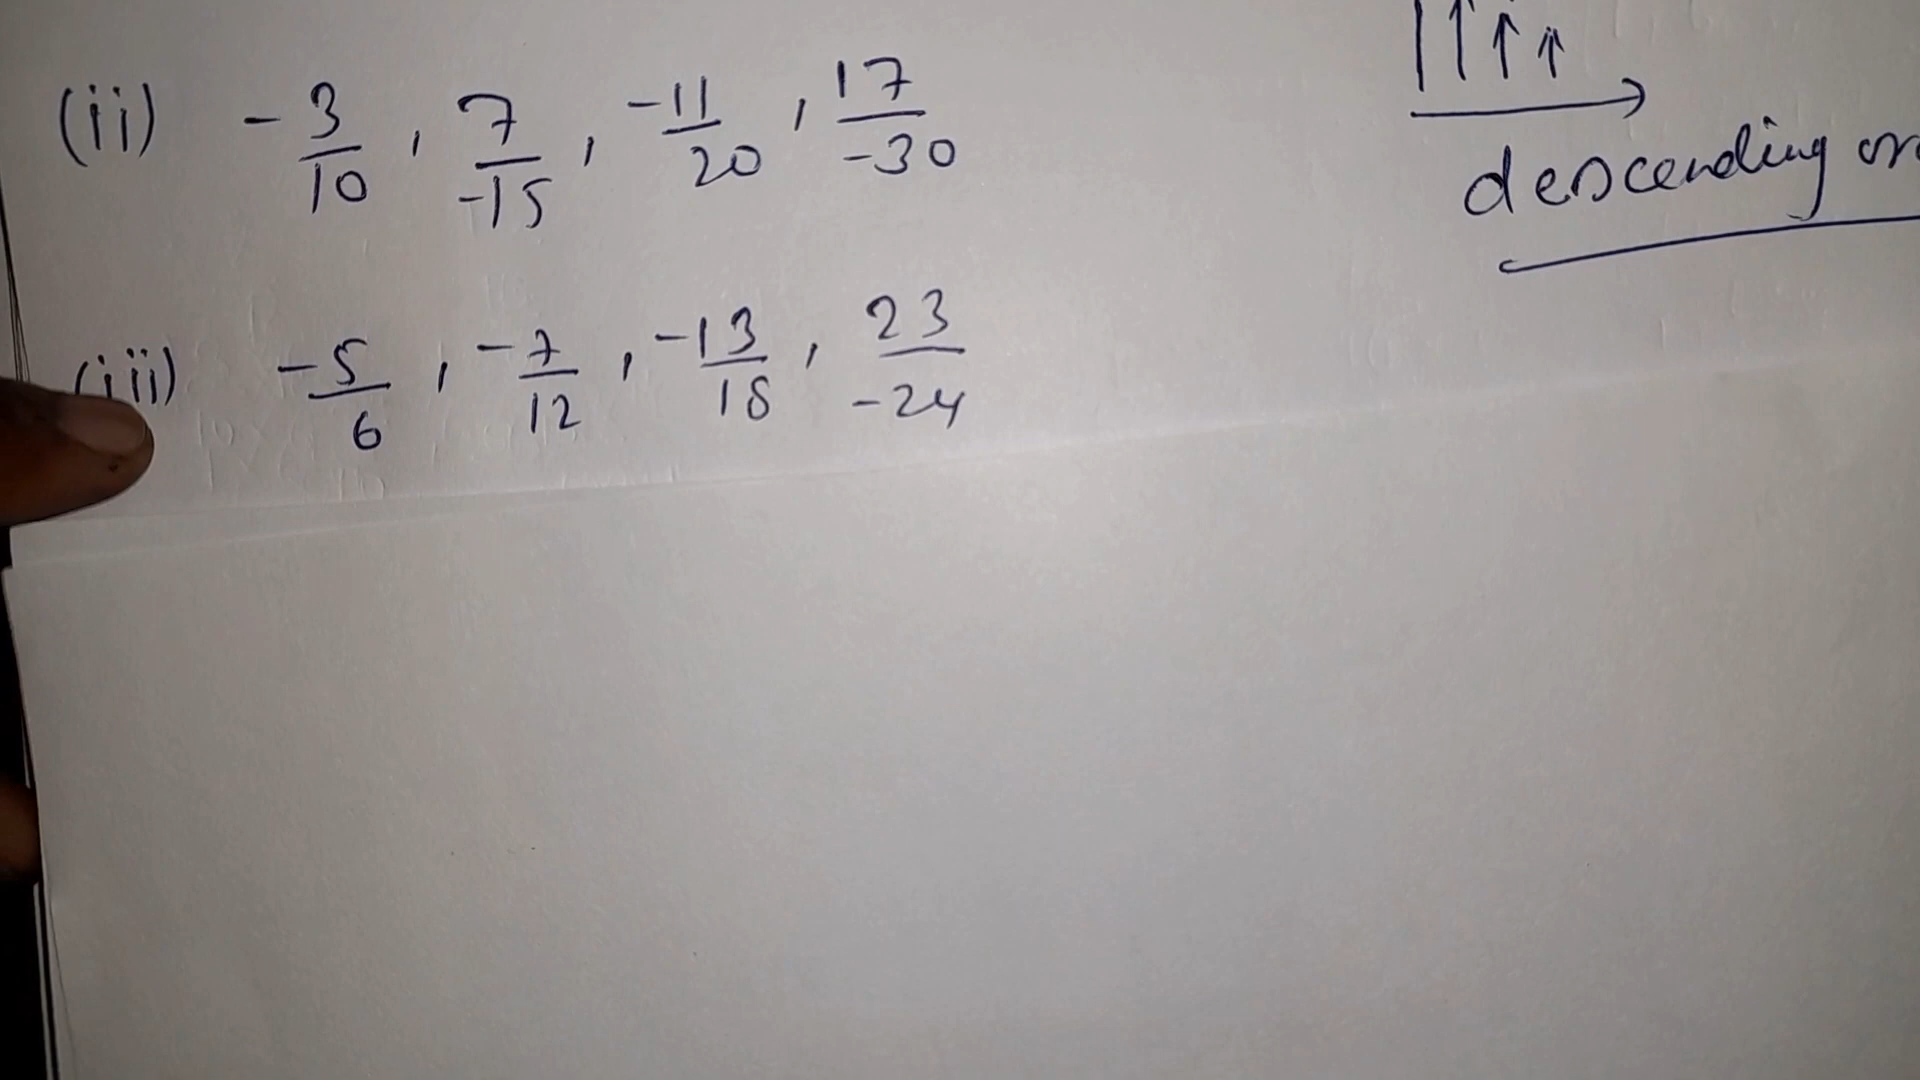 (ii) -3/10 , 7/-15 , -11/20 , 17/-30
descending
(iii) -5/6 , -7/12 , -13/18 , 23/-24